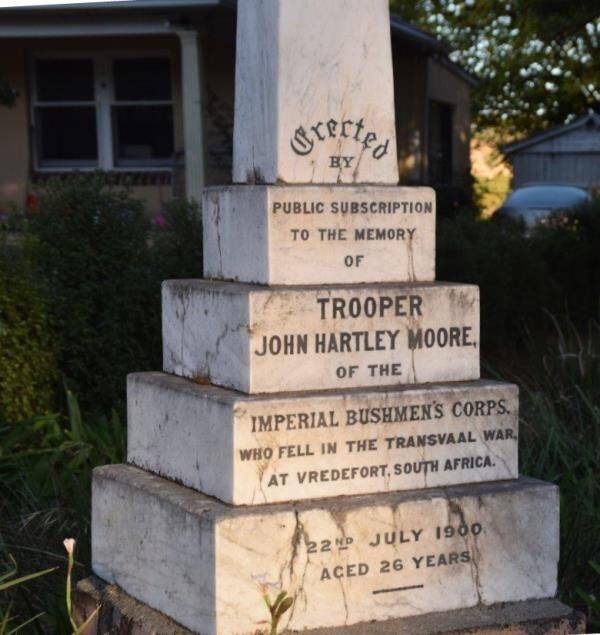 Erected
BY
PUBLIC SUBSCRIPTION
TO THE MEMORY
OF
TROOPER
JOHN HARTLEY MOORE,
OF THE
IMPERIAL BUSHMEN'S CORPS.
WHO FELL IN THE TRANSVAAL WAR,
AT VREDEFORT, SOUTH AFRICA.
22ND JULY 1900
AGED 26 YEARS